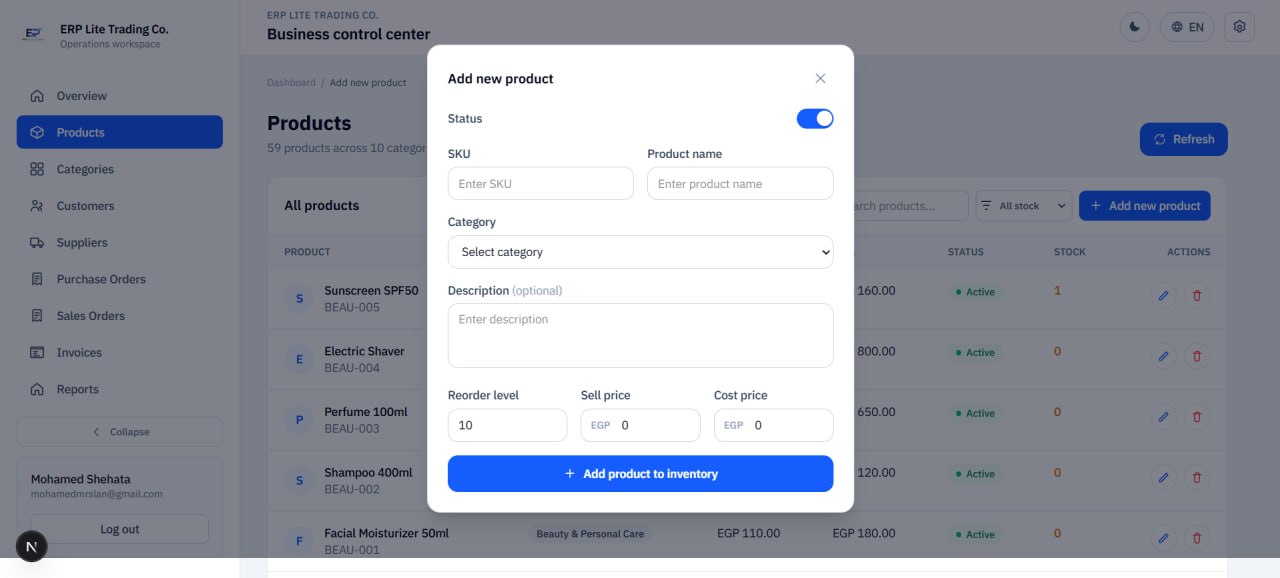 ERP
ERP Lite Trading Co.
Operations workspace
Overview
Products
Categories
Customers
Suppliers
Purchase Orders
Sales Orders
Invoices
Reports
Collapse
Mohamed Shehata
mohamedmrslan@gmail.com
Log out
N
ERP LITE TRADING CO.
Business control center
EN
Dashboard / Add new product
Products
59 products across 10 categor
Refresh
All products
arch products...
All stock
+ Add new product
PRODUCT
STATUS
STOCK
ACTIONS
S
Sunscreen SPF50
BEAU-005
160.00
Active
1
E
Electric Shaver
BEAU-004
800.00
Active
0
P
Perfume 100ml
BEAU-003
650.00
Active
0
S
Shampoo 400ml
BEAU-002
120.00
Active
0
F
Facial Moisturizer 50ml
BEAU-001
Beauty & Personal Care
EGP 110.00
EGP 180.00
Active
0
Add new product
Status
SKU
Product name
Enter SKU
Enter product name
Category
Select category
Description (optional)
Enter description
Reorder level
Sell price
Cost price
10
EGP 0
EGP 0
+ Add product to inventory